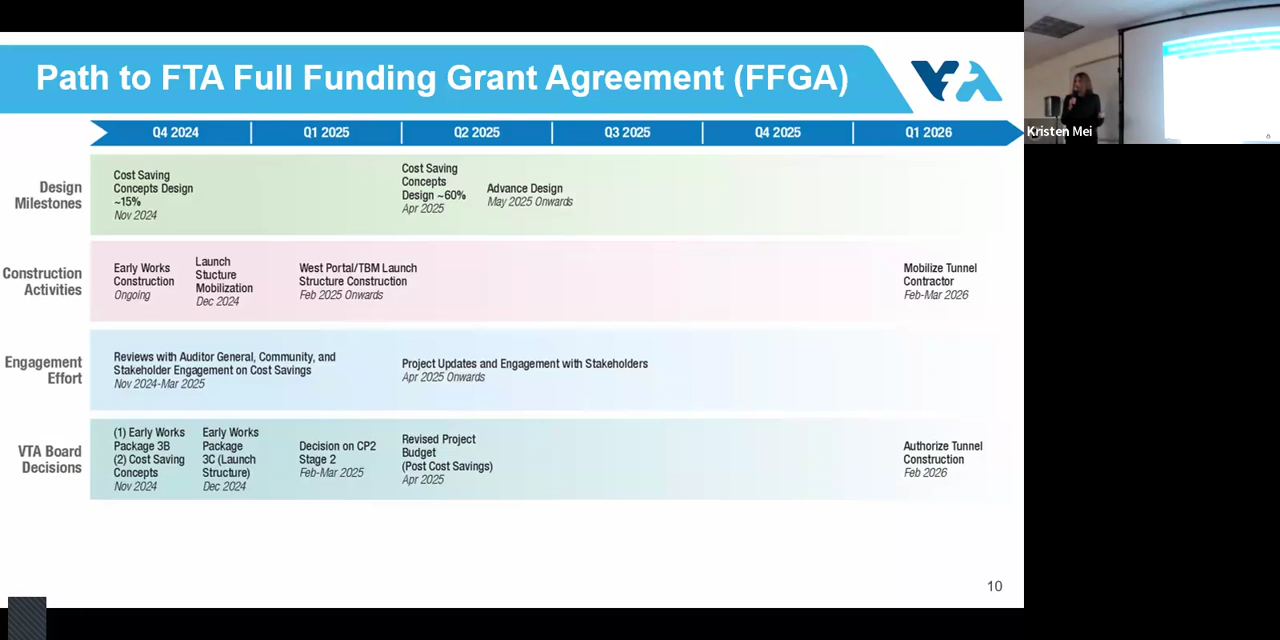 Path to FTA Full Funding Grant Agreement (FFGA)
VTA
Q4 2024
Q1 2025
Q2 2025
Q3 2025
Q4 2025
Q1 2026
Design
Milestones
Cost Saving
Concepts Design
~15%
Nov 2024
Cost Saving
Concepts
Design ~60%
Apr 2025
Advance Design
May 2025 Onwards
Construction
Activities
Early Works
Construction
Ongoing
Launch
Stucture
Mobilization
Dec 2024
West Portal/TBM Launch
Structure Construction
Feb 2025 Onwards
Mobilize Tunnel
Contractor
Feb-Mar 2026
Engagement
Effort
Reviews with Auditor General, Community, and
Stakeholder Engagement on Cost Savings
Nov 2024-Mar 2025
Project Updates and Engagement with Stakeholders
Apr 2025 Onwards
VTA Board
Decisions
(1) Early Works
Package 3B
(2) Cost Saving
Concepts
Nov 2024
Early Works
Package
3C (Launch
Structure)
Dec 2024
Decision on CP2
Stage 2
Feb-Mar 2025
Revised Project
Budget
(Post Cost Savings)
Apr 2025
Authorize Tunnel
Construction
Feb 2026
10
Kristen Mei